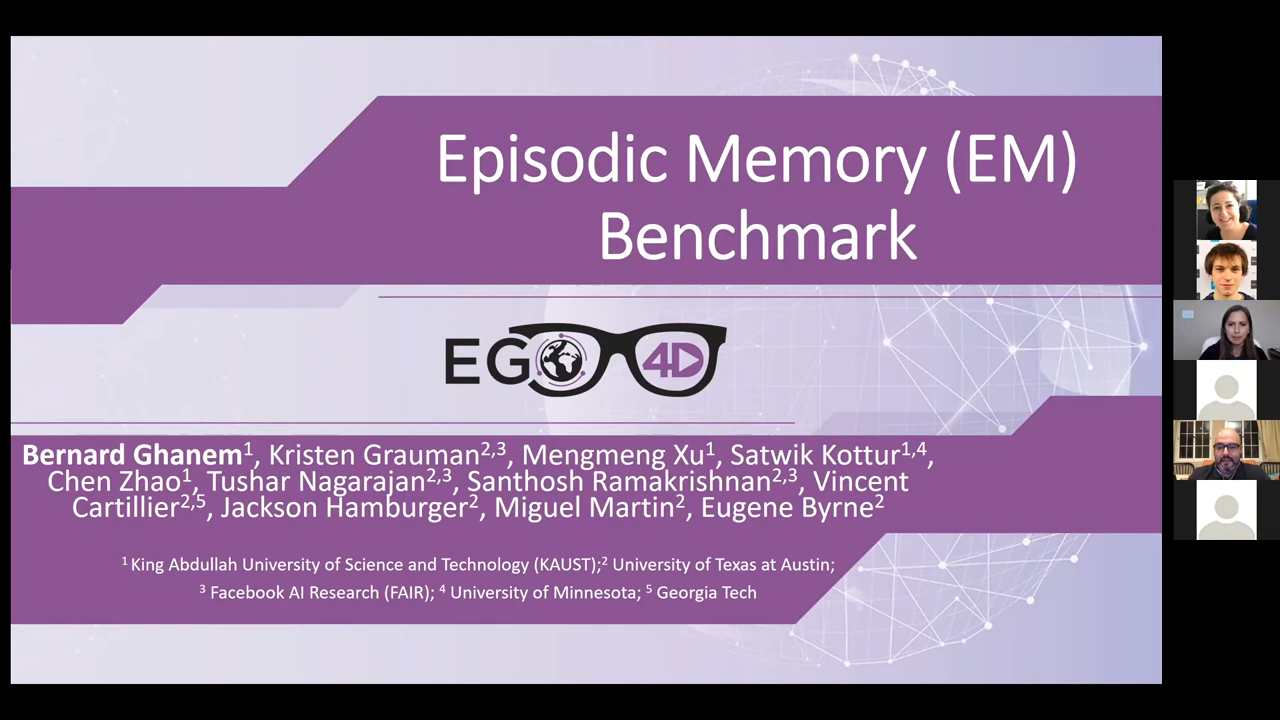 Episodic Memory (EM)
Benchmark
EGO 4D
Bernard Ghanem¹, Kristen Grauman²,³, Mengmeng Xu¹, Satwik Kottur¹,⁴,
Chen Zhao¹, Tushar Nagarajan²,³, Santhosh Ramakrishnan²,³, Vincent
Cartillier²,⁵, Jackson Hamburger², Miguel Martin², Eugene Byrne²
¹ King Abdullah University of Science and Technology (KAUST);² University of Texas at Austin;
³ Facebook AI Research (FAIR); ⁴ University of Minnesota; ⁵ Georgia Tech